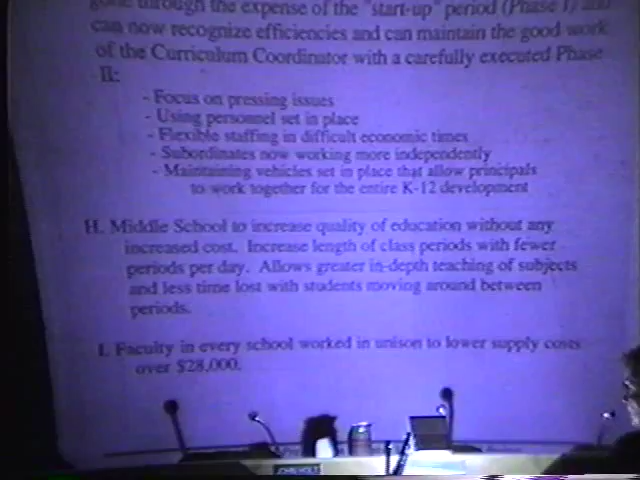 gone through the expense of the "start-up" period (Phase I) and
can now recognize efficiencies and can maintain the good work
of the Curriculum Coordinator with a carefully executed Phase
II:
- Focus on pressing issues
- Using personnel set in place
- Flexible staffing in difficult economic times
- Subordinates now working more independently
- Maintaining vehicles set in place that allow principals
to work together for the entire K-12 development
H. Middle School to increase quality of education without any
increased cost. Increase length of class periods with fewer
periods per day. Allows greater in-depth teaching of subjects
and less time lost with students moving around between
periods.
I. Faculty in every school worked in unison to lower supply costs
over $28,000.
JOHN HOLT